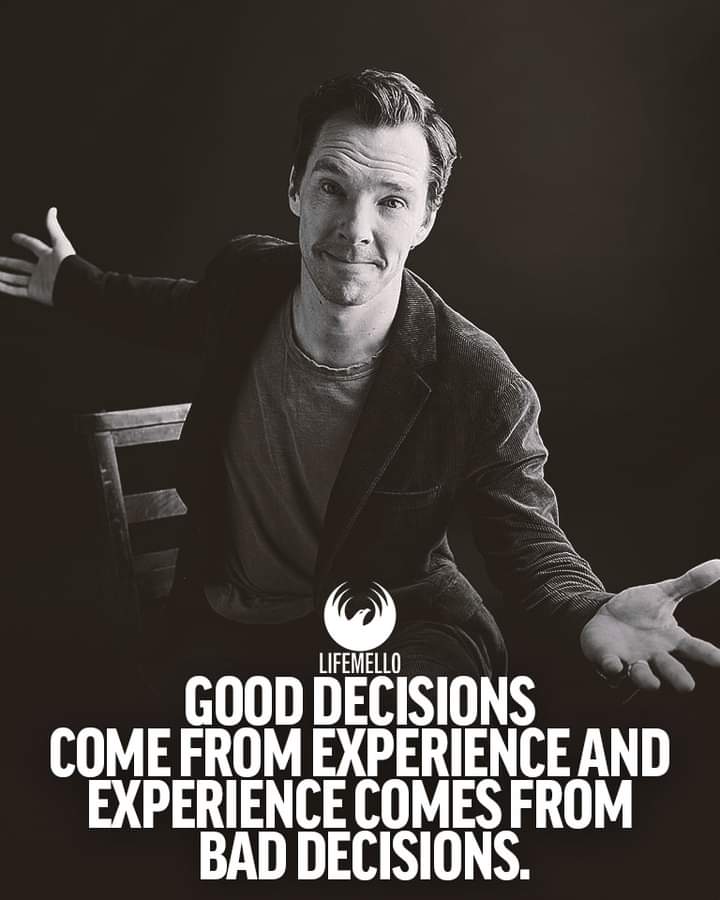 LIFEMELLO
GOOD DECISIONS
COME FROM EXPERIENCE AND
EXPERIENCE COMES FROM
BAD DECISIONS.